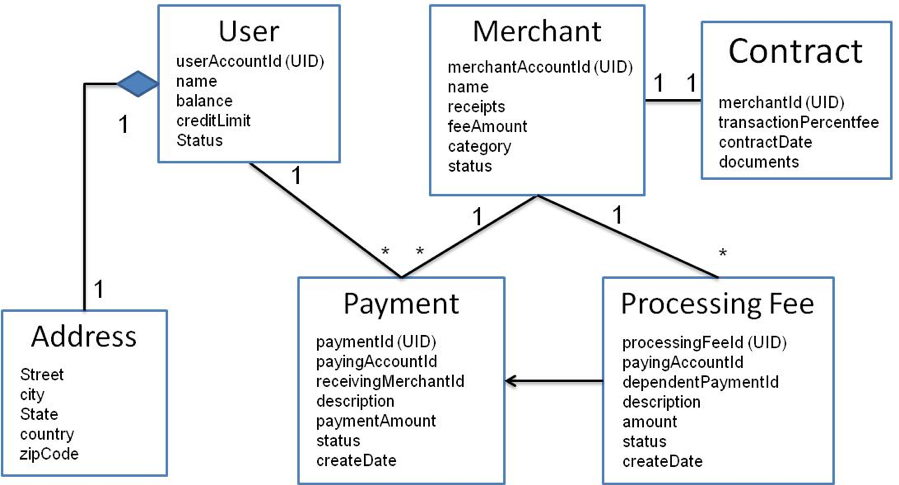 User
userAccountId (UID)
name
balance
creditLimit
Status
Merchant
merchantAccountId (UID)
name
receipts
feeAmount
category
status
Contract
merchantId (UID)
transactionPercentfee
contractDate
documents
1
1
1
1
1
1
1
*
*
*
Address
Street
city
State
country
zipCode
Payment
paymentId (UID)
payingAccountId
receivingMerchantId
description
paymentAmount
status
createDate
Processing Fee
processingFeeId (UID)
payingAccountId
dependentPaymentId
description
amount
status
createDate